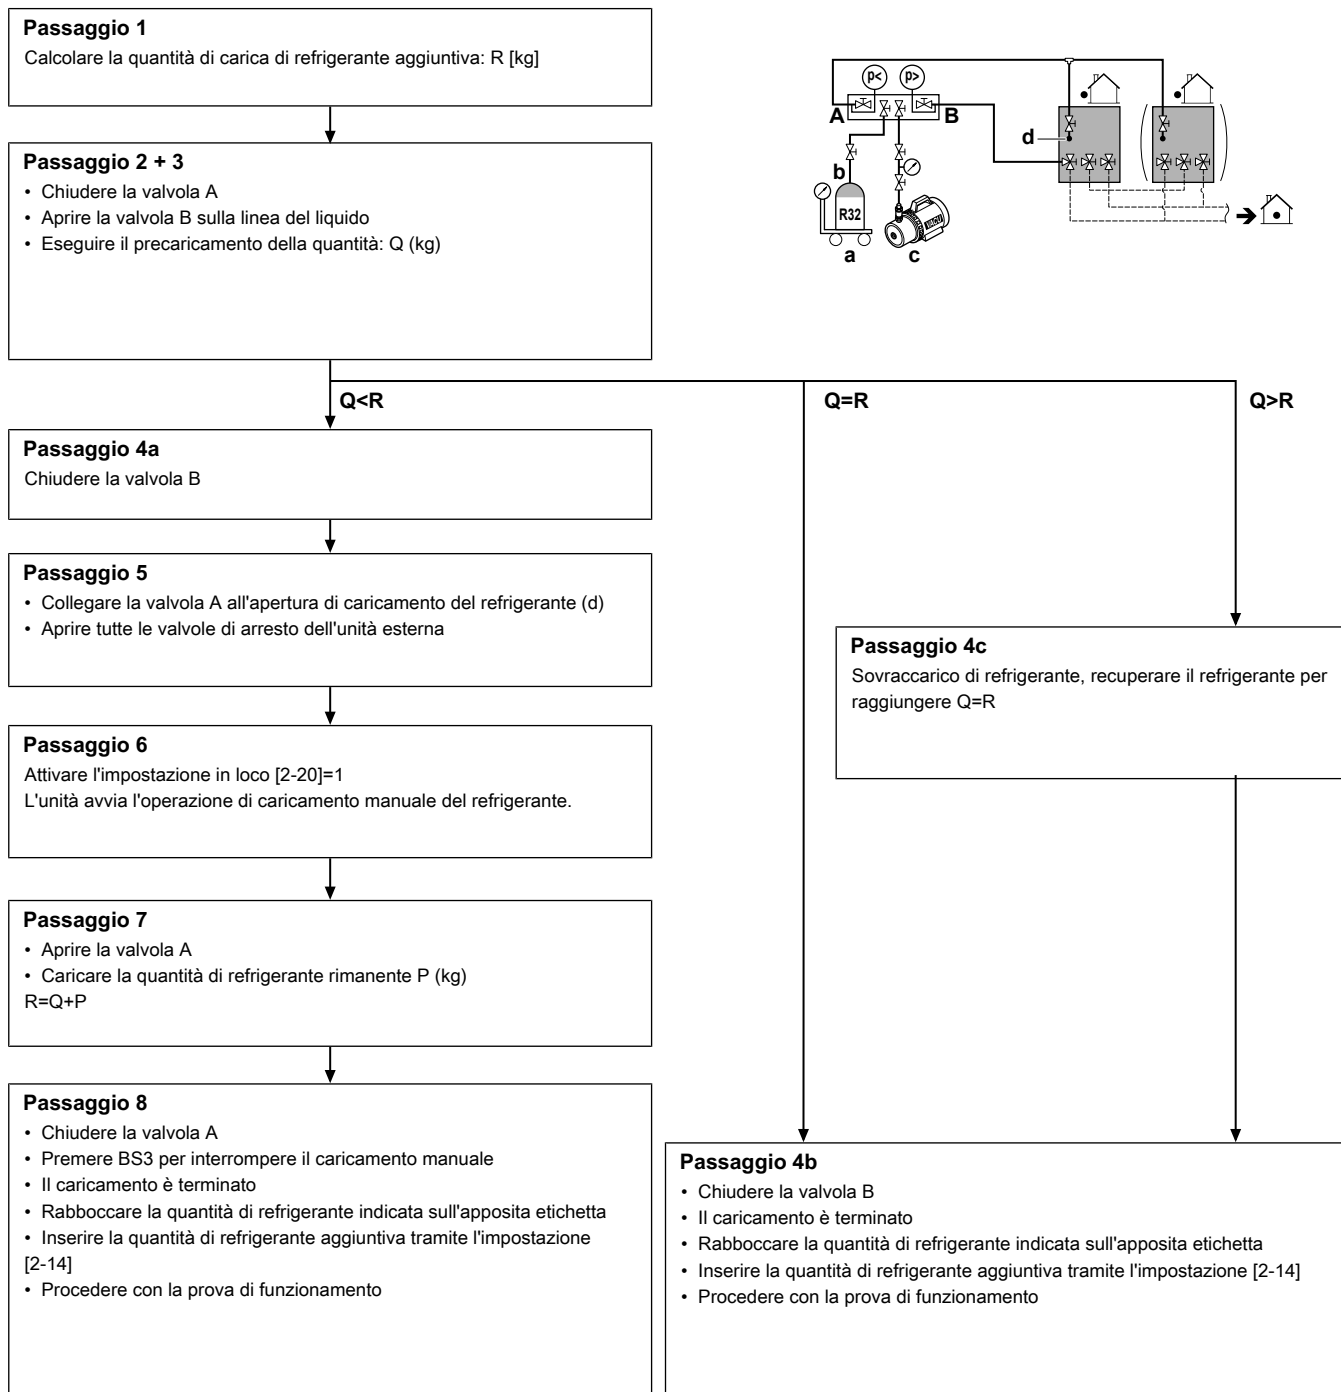 Passaggio 1
Calcolare la quantità di carica di refrigerante aggiuntiva: R [kg]
Passaggio 2 + 3
• Chiudere la valvola A
• Aprire la valvola B sulla linea del liquido
• Eseguire il precaricamento della quantità: Q (kg)
p<
p>
A
B
d
b
R32
a
c
Q<R
Q=R
Q>R
Passaggio 4a
Chiudere la valvola B
Passaggio 5
• Collegare la valvola A all'apertura di caricamento del refrigerante (d)
• Aprire tutte le valvole di arresto dell'unità esterna
Passaggio 4c
Sovraccarico di refrigerante, recuperare il refrigerante per
raggiungere Q=R
Passaggio 6
Attivare l'impostazione in loco [2-20]=1
L'unità avvia l'operazione di caricamento manuale del refrigerante.
Passaggio 7
• Aprire la valvola A
• Caricare la quantità di refrigerante rimanente P (kg)
R=Q+P
Passaggio 8
• Chiudere la valvola A
• Premere BS3 per interrompere il caricamento manuale
• Il caricamento è terminato
• Rabboccare la quantità di refrigerante indicata sull'apposita etichetta
• Inserire la quantità di refrigerante aggiuntiva tramite l'impostazione
[2-14]
• Procedere con la prova di funzionamento
Passaggio 4b
• Chiudere la valvola B
• Il caricamento è terminato
• Rabboccare la quantità di refrigerante indicata sull'apposita etichetta
• Inserire la quantità di refrigerante aggiuntiva tramite l'impostazione [2-14]
• Procedere con la prova di funzionamento